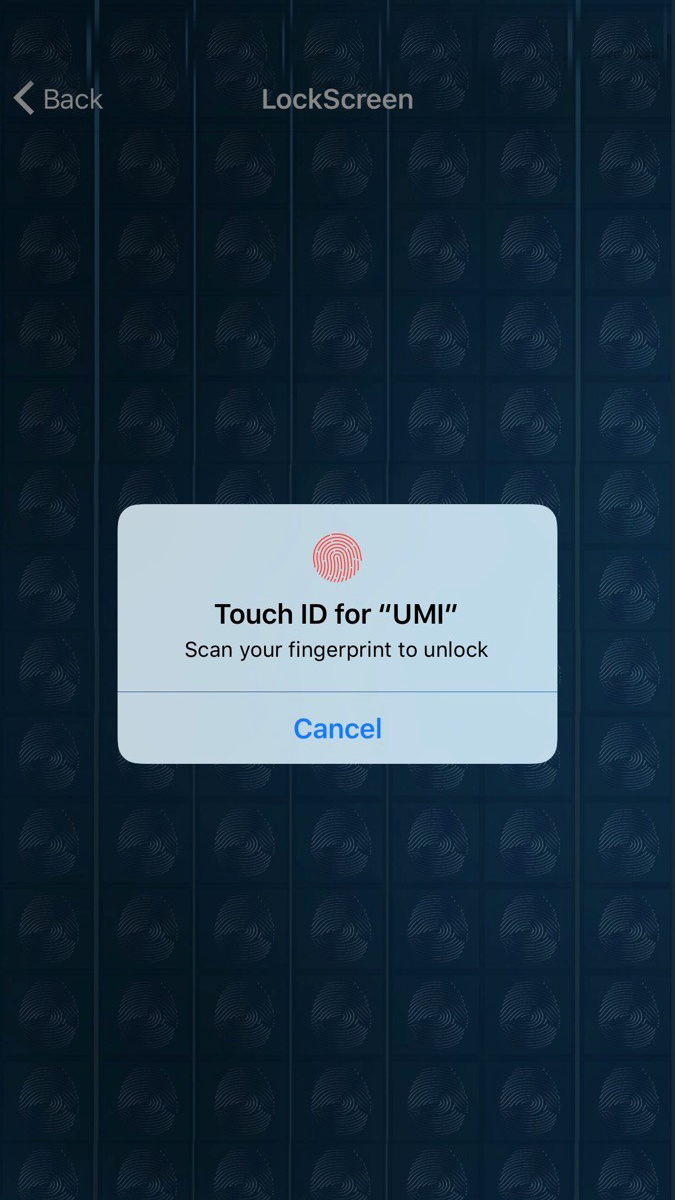 Back
LockScreen
Touch ID for “UMI”
Scan your fingerprint to unlock
Cancel